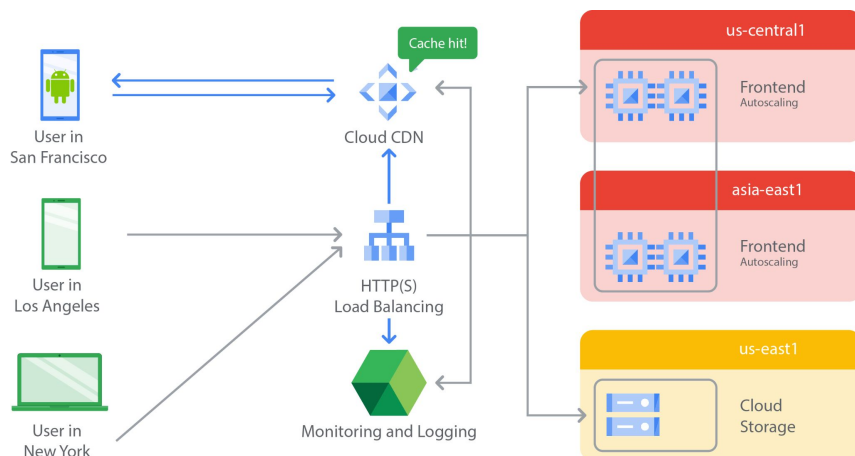 Cache hit!
User in
San Francisco
Cloud CDN
us-central1
Frontend
Autoscaling
asia-east1
Frontend
Autoscaling
User in
Los Angeles
HTTP(S)
Load Balancing
us-east1
Cloud
Storage
User in
New York
Monitoring and Logging